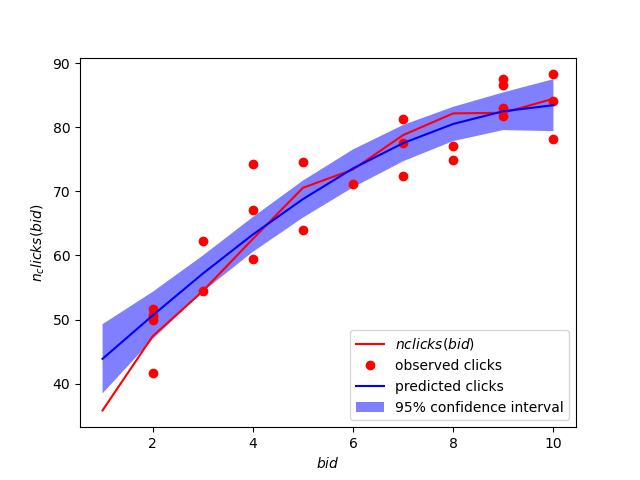 90
80
70
60
50
40
n_clicks(bid)
2
4
6
8
10
bid
nclicks(bid)
observed clicks
predicted clicks
95% confidence interval